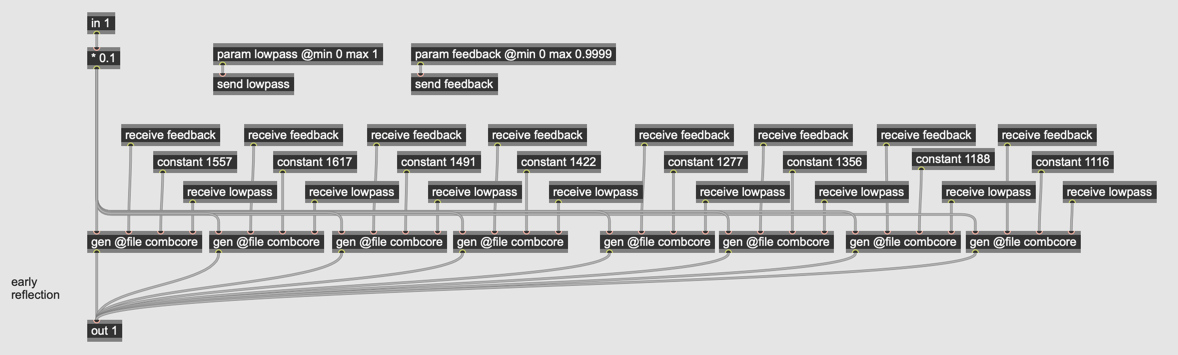 in 1
* 0.1
param lowpass @min 0 max 1
param feedback @min 0 max 0.9999
send lowpass
send feedback
receive feedback
receive feedback
receive feedback
receive feedback
receive feedback
receive feedback
receive feedback
receive feedback
constant 1557
constant 1617
constant 1491
constant 1422
constant 1277
constant 1356
constant 1188
constant 1116
receive lowpass
receive lowpass
receive lowpass
receive lowpass
receive lowpass
receive lowpass
receive lowpass
receive lowpass
gen @file combcore
gen @file combcore
gen @file combcore
gen @file combcore
gen @file combcore
gen @file combcore
gen @file combcore
gen @file combcore
early
reflection
out 1